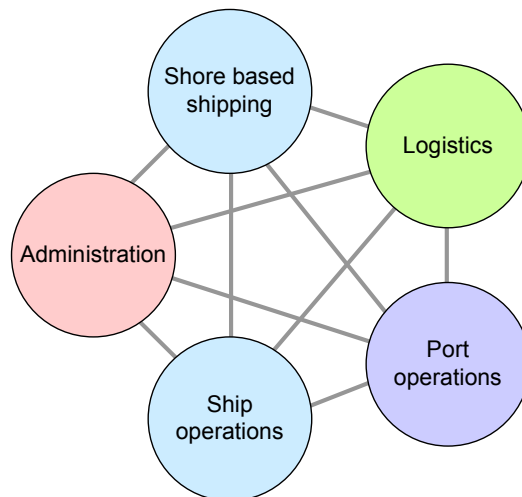 Shore based
shipping
Logistics
Administration
Port
operations
Ship
operations